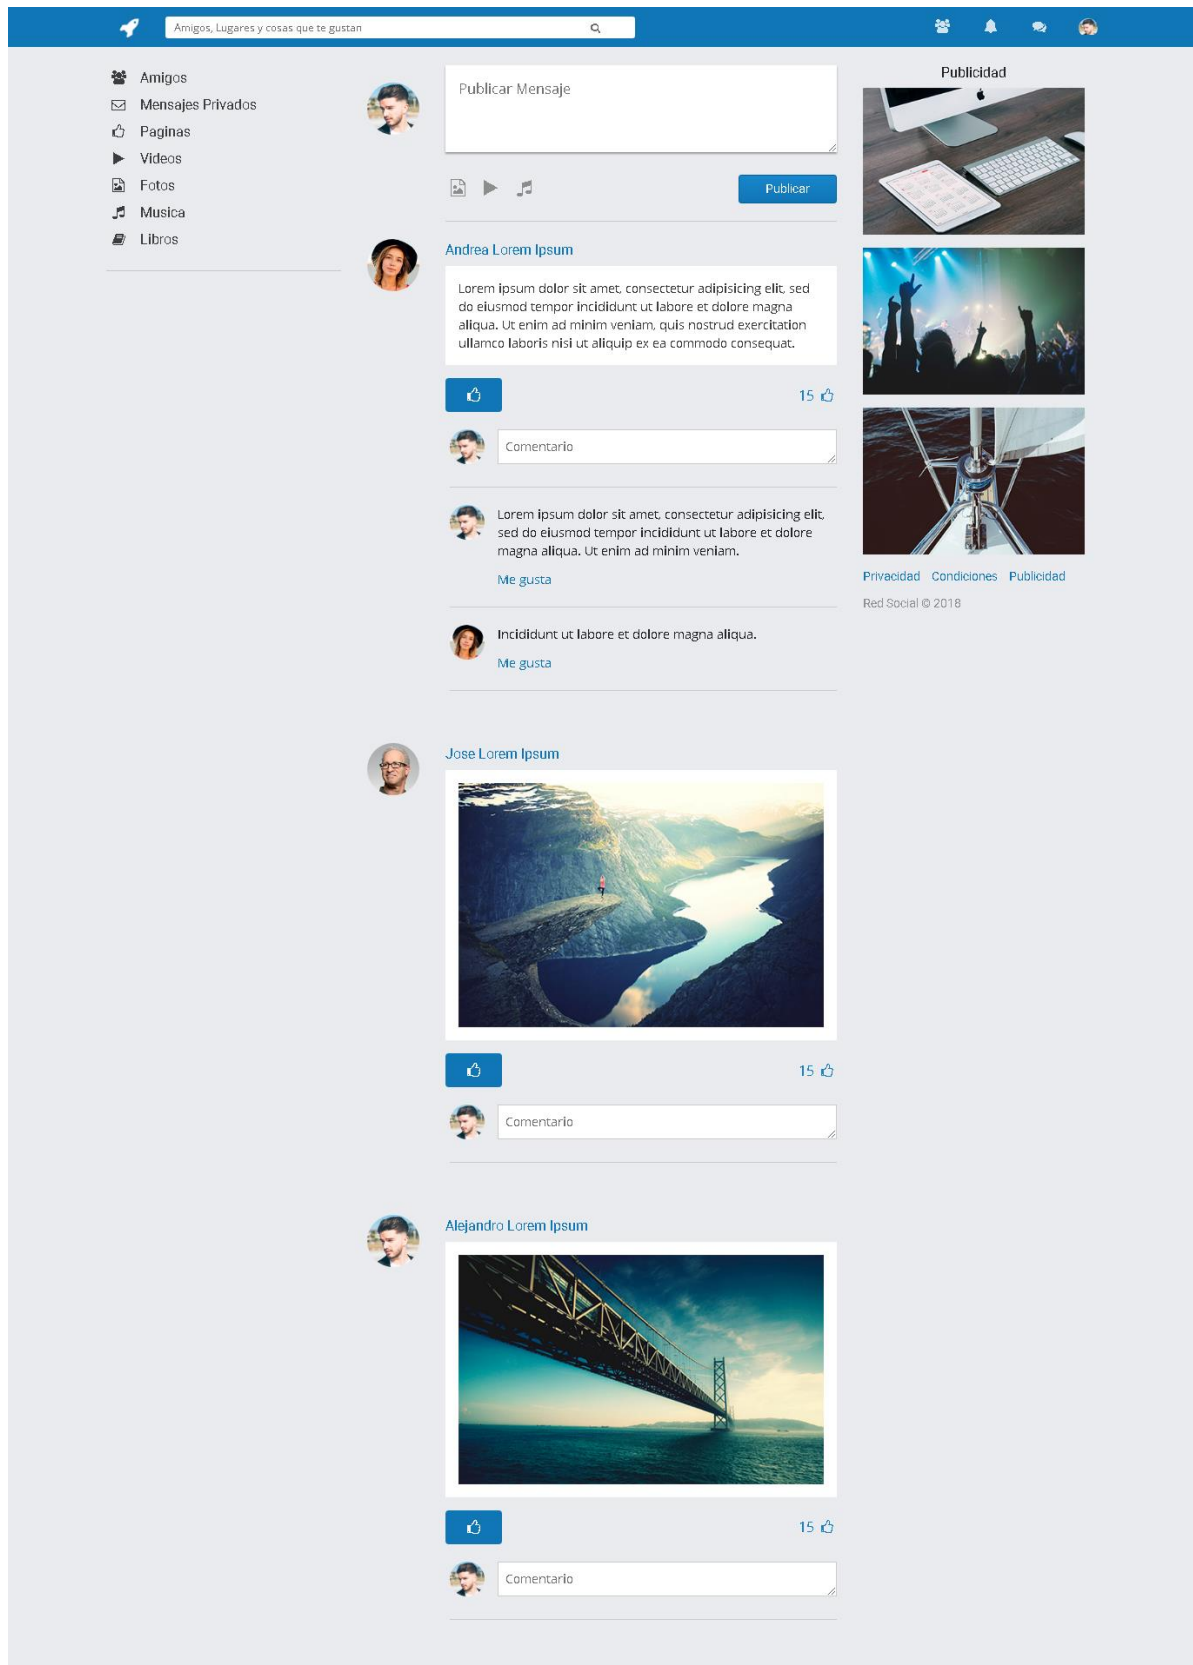 Amigos, Lugares y cosas que te gustan
Amigos
Mensajes Privados
Paginas
Videos
Fotos
Musica
Libros
Publicar Mensaje
Publicar
Andrea Lorem Ipsum
Lorem ipsum dolor sit amet, consectetur adipisicing elit, sed
do eiusmod tempor incididunt ut labore et dolore magna
aliqua. Ut enim ad minim veniam, quis nostrud exercitation
ullamco laboris nisi ut aliquip ex ea commodo consequat.
15
Comentario
Lorem ipsum dolor sit amet, consectetur adipisicing elit,
sed do eiusmod tempor incididunt ut labore et dolore
magna aliqua. Ut enim ad minim veniam.
Me gusta
Incididunt ut labore et dolore magna aliqua.
Me gusta
Jose Lorem Ipsum
15
Comentario
Alejandro Lorem Ipsum
15
Comentario
Publicidad
Privacidad Condiciones Publicidad
Red Social © 2018